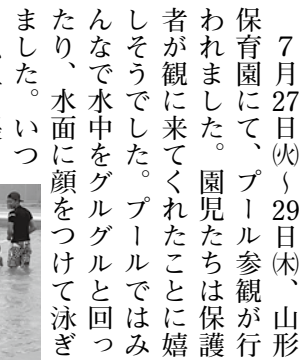 7月27日㈫～29日㈭、山形
保育園にて、プール参観が行
われました。園児たちは保護
者が観に来てくれたことに嬉
しそうでした。プールではみ
んなで水中をグルグルと回っ
たり、水面に顔をつけて泳ぎ
ました。いつ